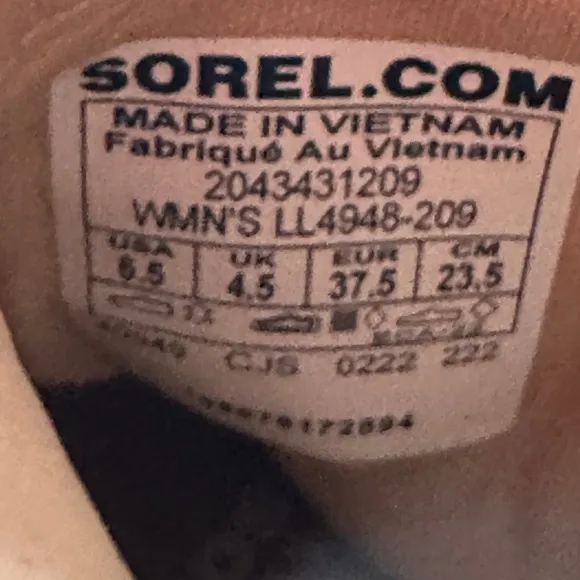 SOREL.COM
MADE IN VIETNAM
Fabriqué Au Vietnam
2043431209
WMN'S LL4948-209
USA UK EUR CM
6.5 4.5 37.5 23.5
CJS 0222 222